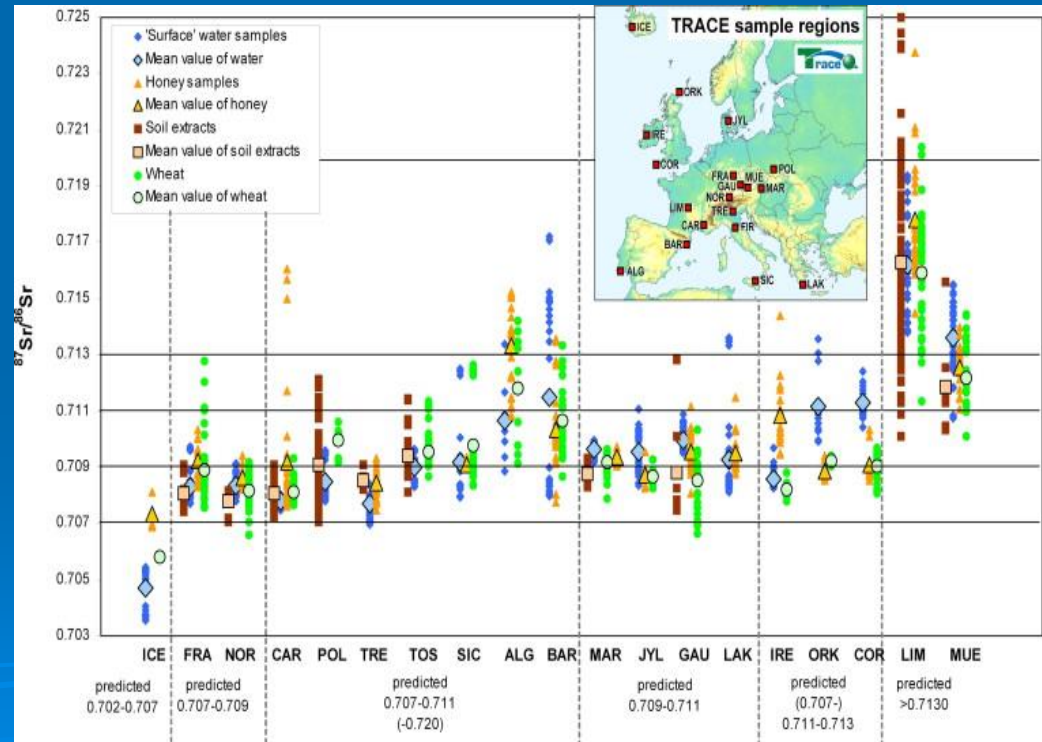 0.725
0.723
0.721
0.719
0.717
0.715
0.713
0.711
0.709
0.707
0.705
0.703
87Sr/86Sr
'Surface' water samples
Mean value of water
Honey samples
Mean value of honey
Soil extracts
Mean value of soil extracts
Wheat
Mean value of wheat
TRACE sample regions
Trace
ICE
ORK
JYL
IRE
COR
POL
FRA
MUE
GAU
MAR
NOR
LIM
TRE
CAR
FIR
BAR
ALG
SIC
LAK
ICE FRA NOR CAR POL TRE TOS SIC ALG BAR MAR JYL GAU LAK IRE ORK COR LIM MUE
predicted
0.702-0.707
predicted
0.707-0.709
predicted
0.707-0.711
(-0.720)
predicted
0.709-0.711
predicted
(0.707-)
0.711-0.713
predicted
>0.7130